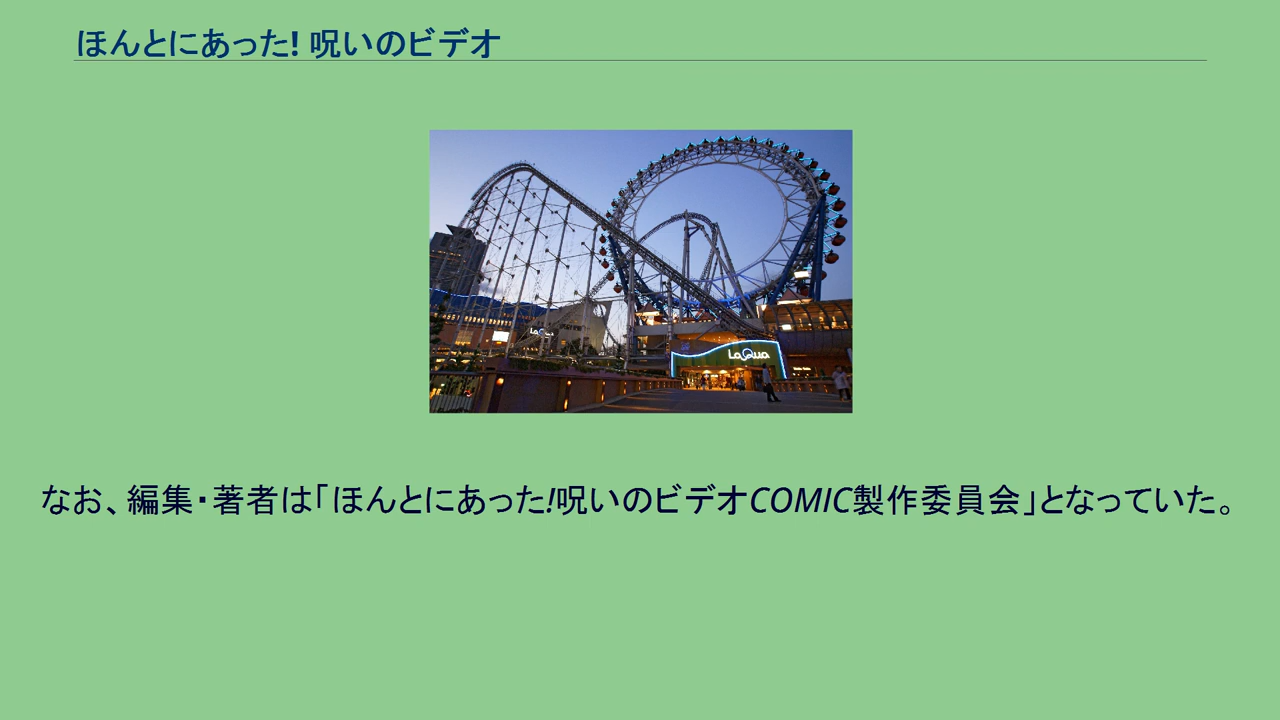 ほんとにあった! 呪いのビデオ
LaQua
LaQua
なお、編集・著者は「ほんとにあった!呪いのビデオCOMIC製作委員会」となっていた。